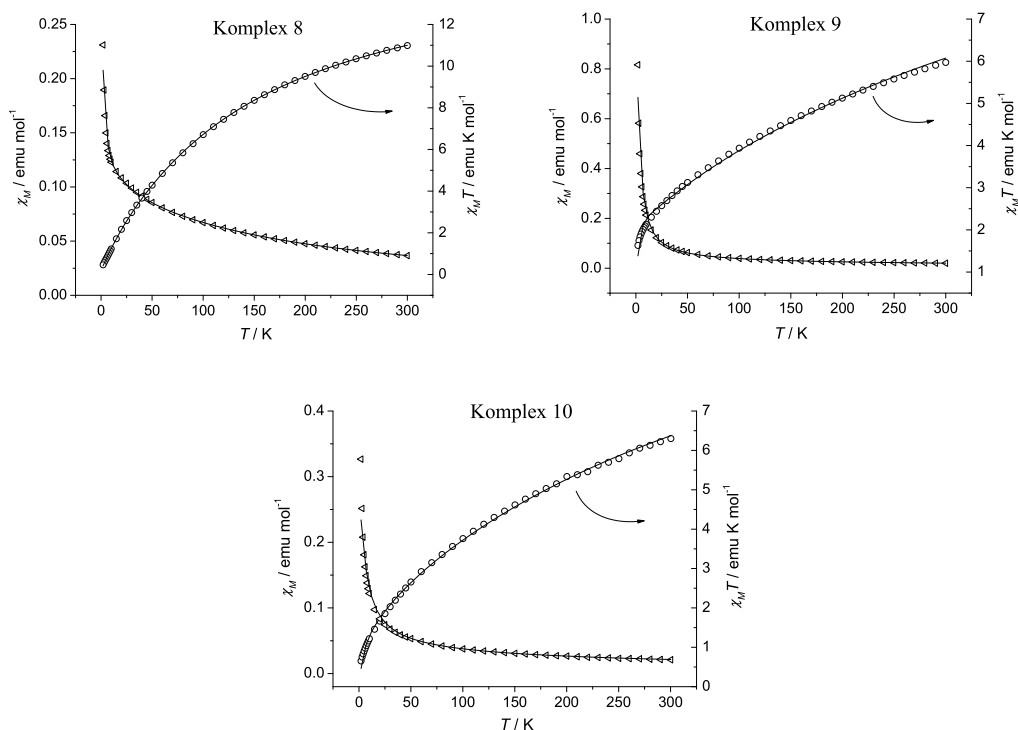 Komplex 8
0.25
0.20
0.15
0.10
0.05
0.00
χM / emu mol-1
12
10
8
6
4
2
0
χMT / emu K mol-1
0 50 100 150 200 250 300
T / K
Komplex 9
1.0
0.8
0.6
0.4
0.2
0.0
χM / emu mol-1
7
6
5
4
3
2
1
χMT / emu K mol-1
0 50 100 150 200 250 300
T / K
Komplex 10
0.4
0.3
0.2
0.1
0.0
χM / emu mol-1
7
6
5
4
3
2
1
0
χMT / emu K mol-1
0 50 100 150 200 250 300
T / K